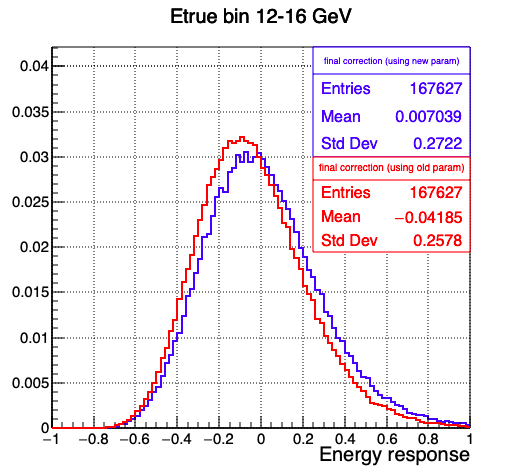 Etrue bin 12-16 GeV
final correction (using new param)
Entries 167627
Mean 0.007039
Std Dev 0.2722
final correction (using old param)
Entries 167627
Mean −0.04185
Std Dev 0.2578
0.04
0.035
0.03
0.025
0.02
0.015
0.01
0.005
0
−1 −0.8 −0.6 −0.4 −0.2 0 0.2 0.4 0.6 0.8 1
Energy response